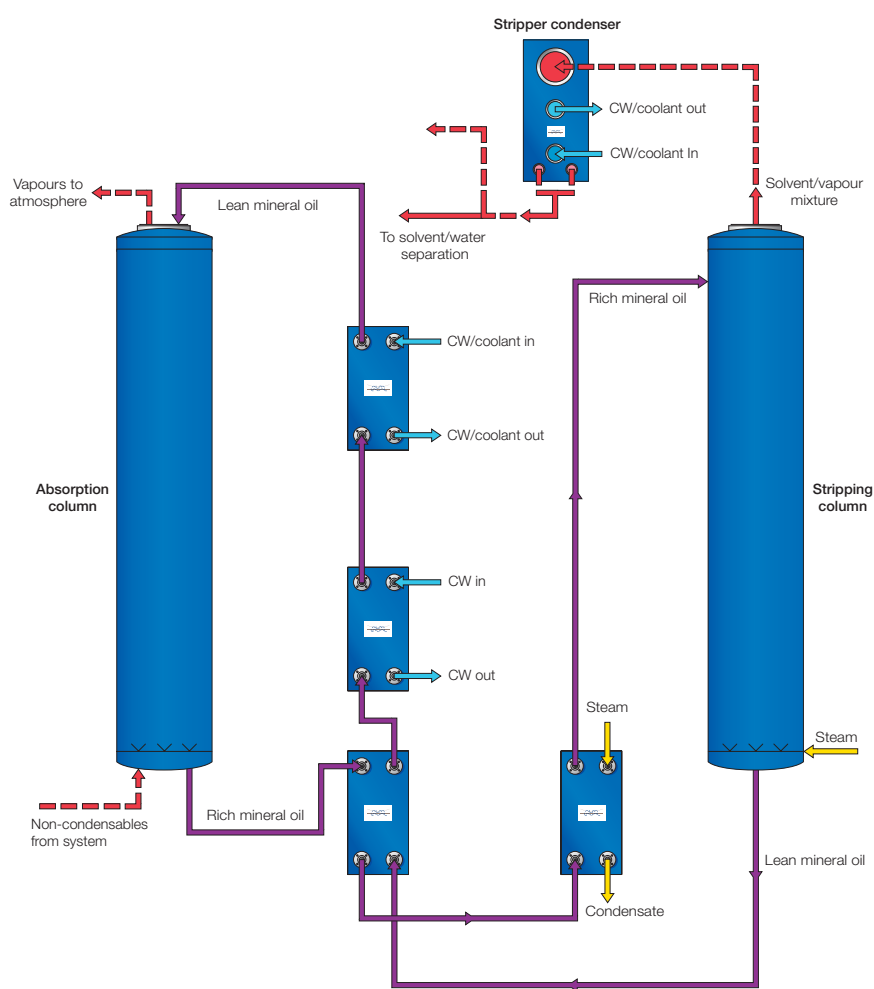 Stripper condenser
CW/coolant out
CW/coolant In
Vapours to
atmosphere
Lean mineral oil
Solvent/vapour
mixture
To solvent/water
separation
Rich mineral oil
CW/coolant in
CW/coolant out
Absorption
column
Stripping
column
CW in
CW out
Steam
Steam
Rich mineral oil
Non-condensables
from system
Lean mineral oil
Condensate